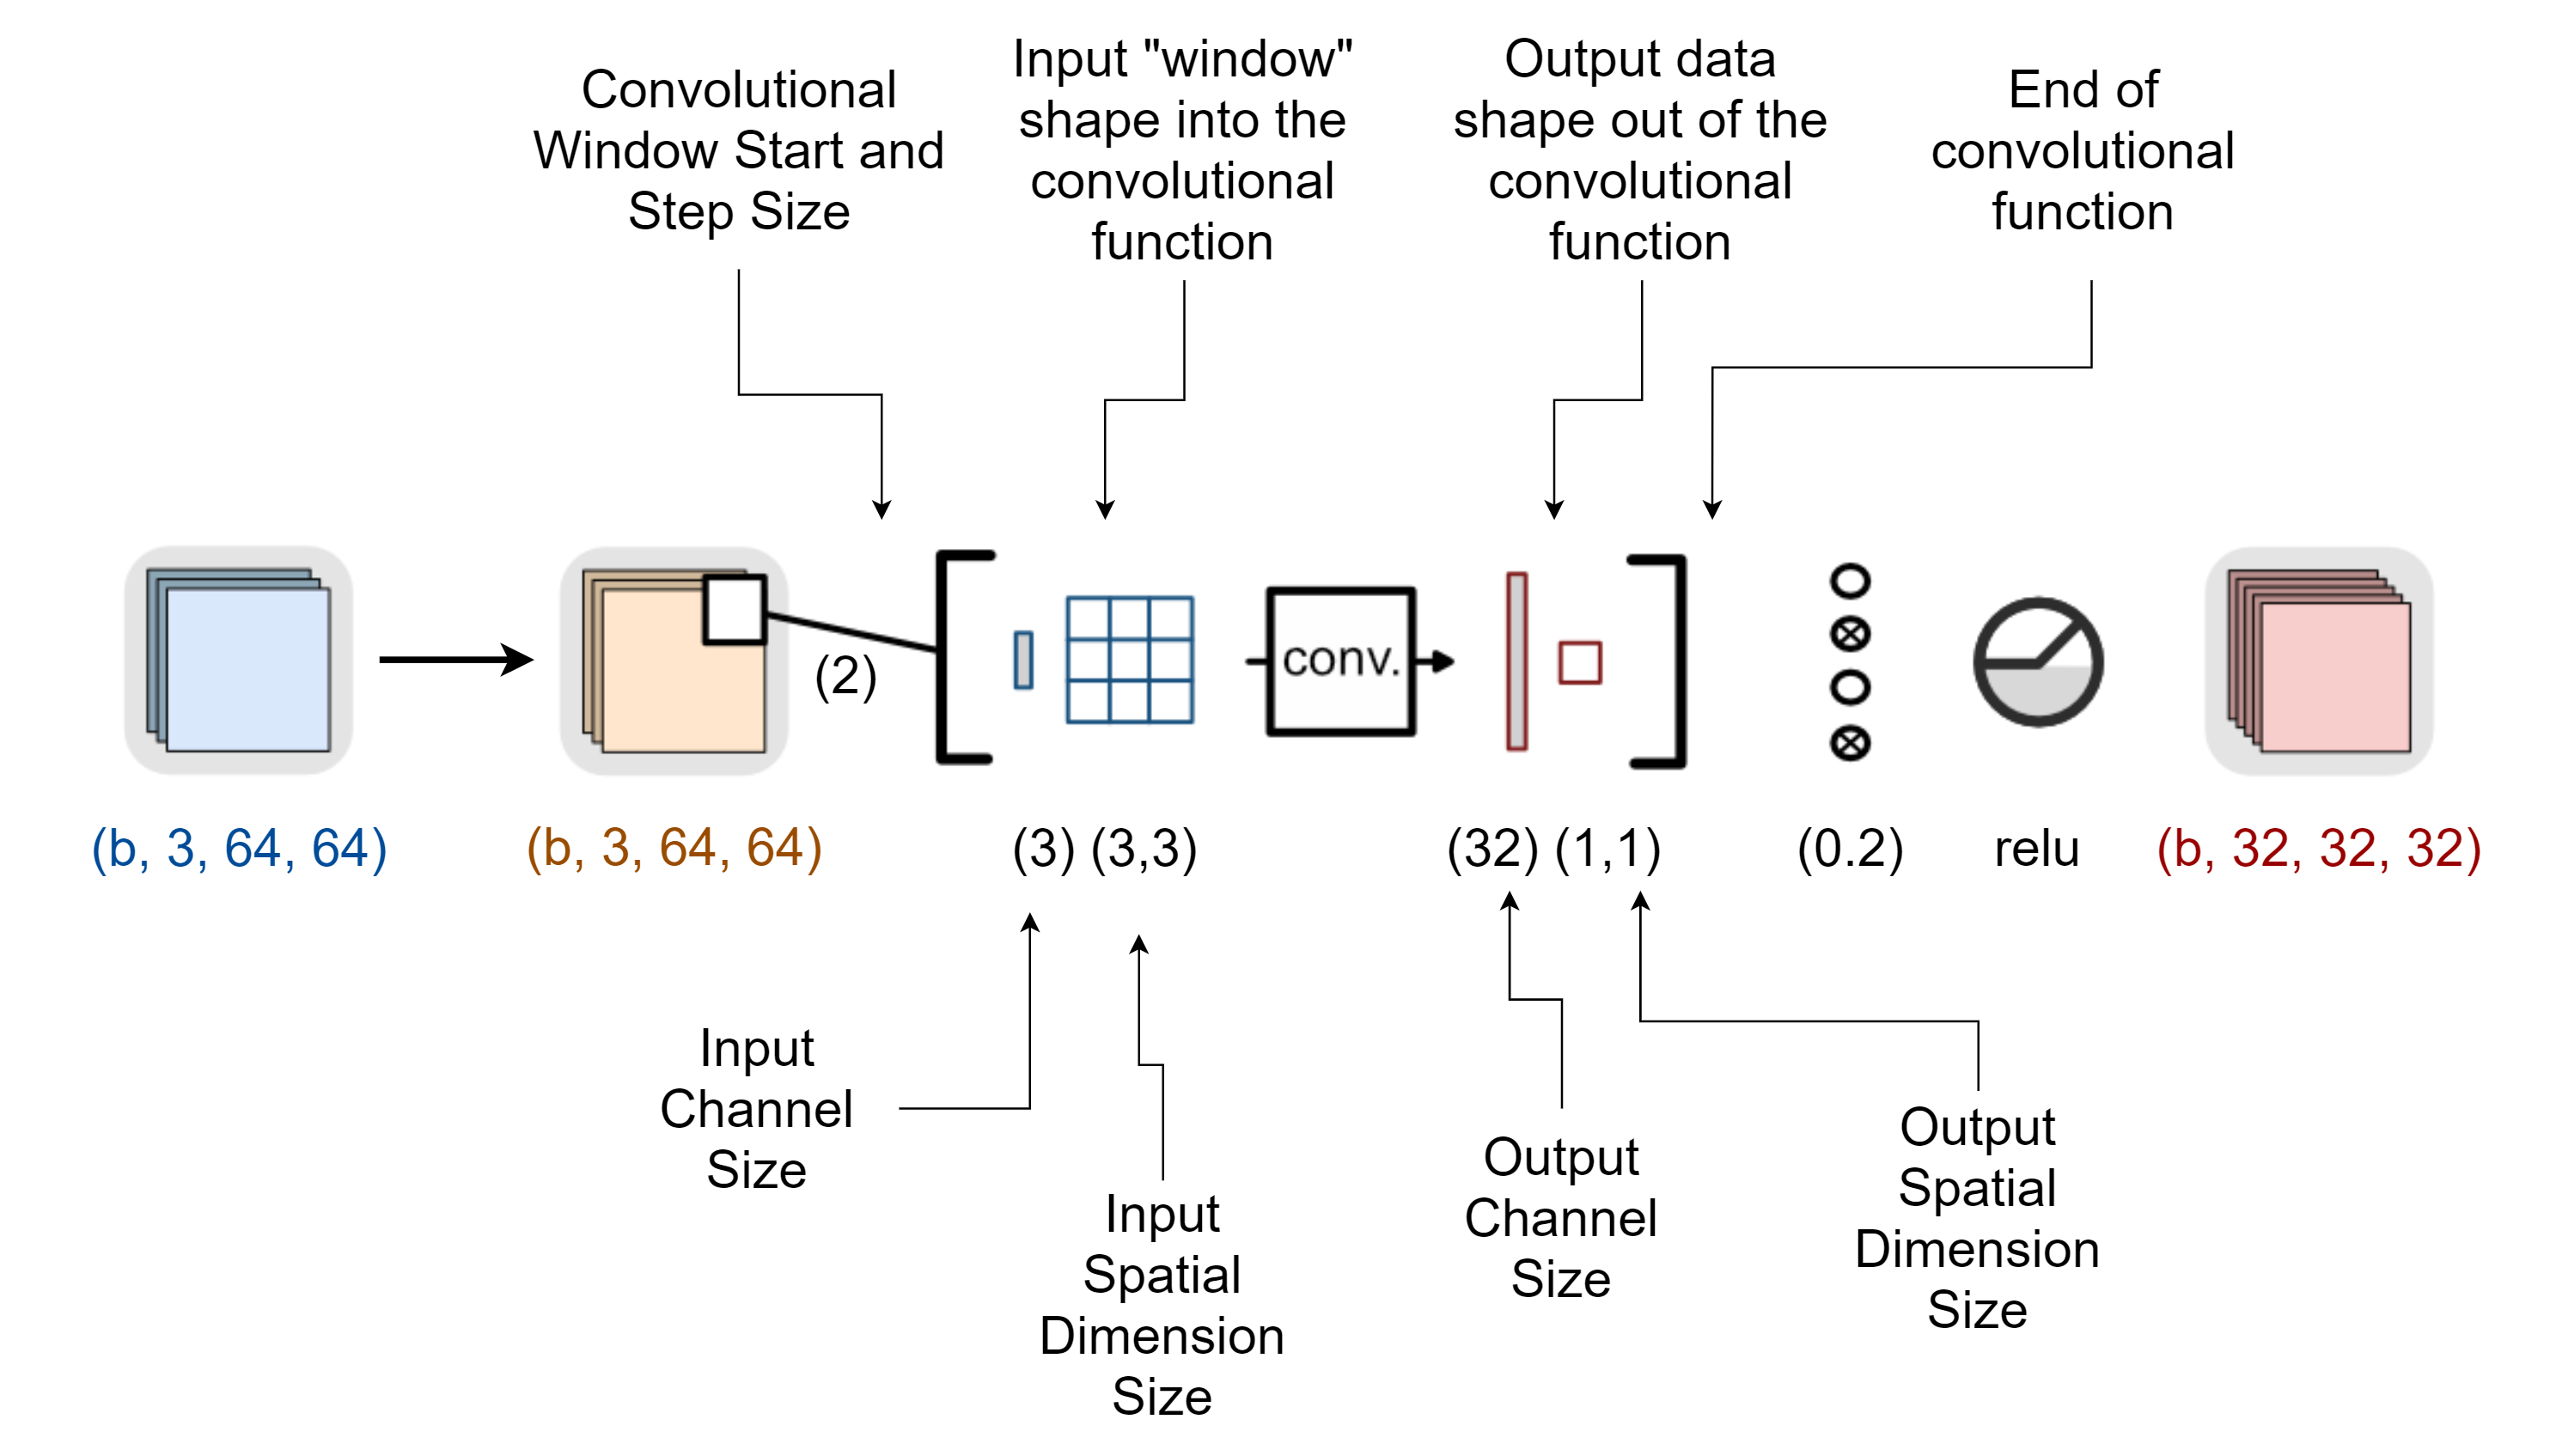 Convolutional
Window Start and
Step Size
Input "window"
shape into the
convolutional
function
Output data
shape out of the
convolutional
function
End of
convolutional
function
(2)
conv.
(b, 3, 64, 64)
(b, 3, 64, 64)
(3) (3,3)
(32) (1,1)
(0.2)
relu
(b, 32, 32, 32)
Input
Channel
Size
Input
Spatial
Dimension
Size
Output
Channel
Size
Output
Spatial
Dimension
Size